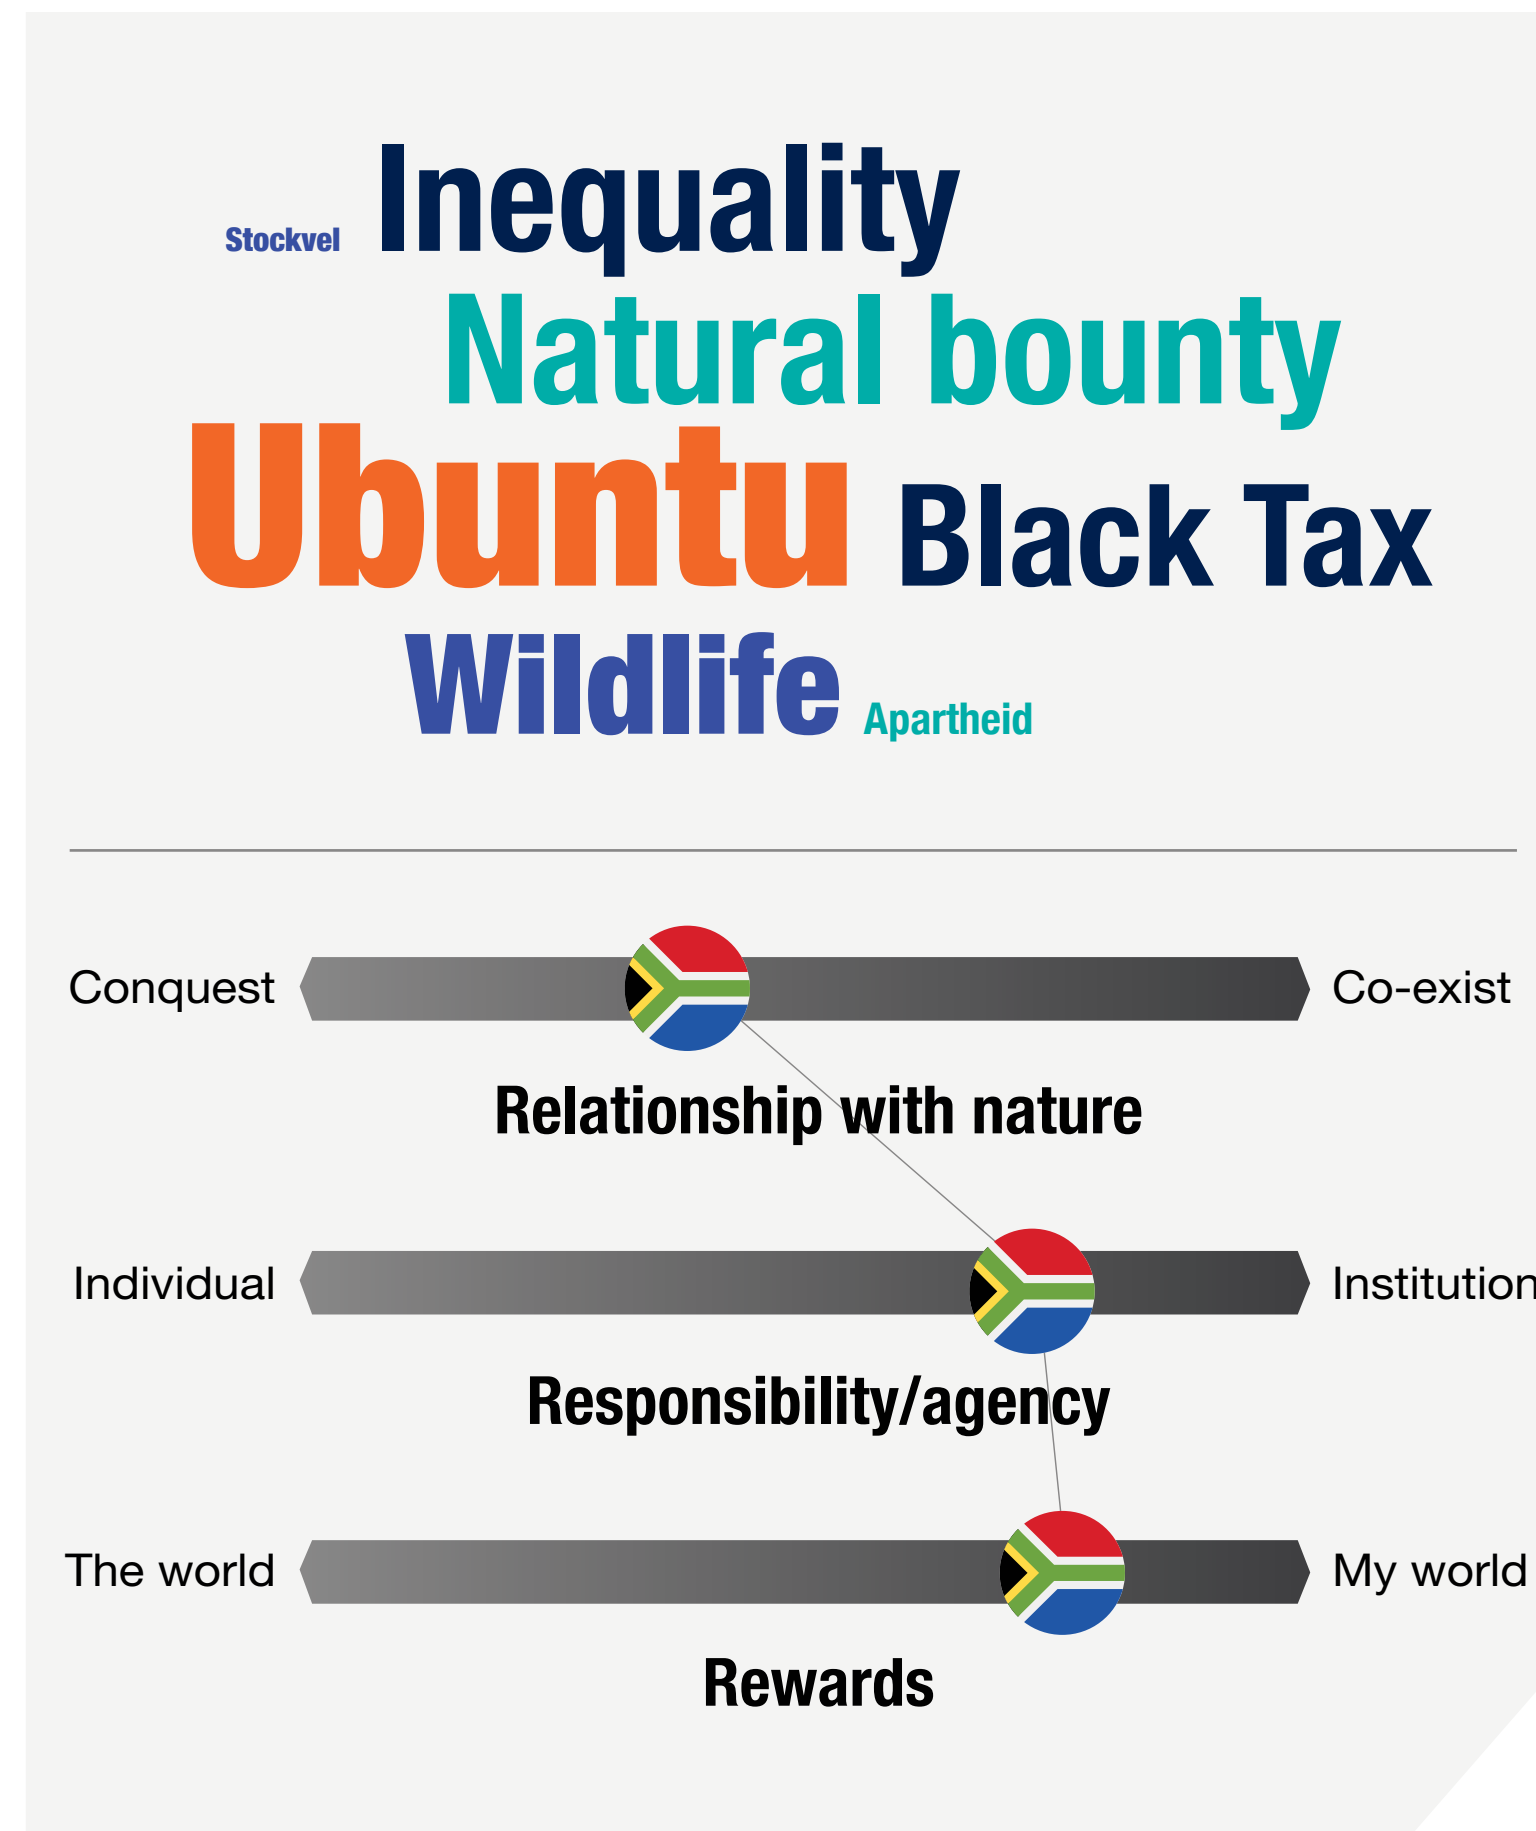 Stockvel Inequality
Natural bounty
Ubuntu Black Tax
Wildlife Apartheid
Conquest Co-exist
Relationship with nature
Individual Institution
Responsibility/agency
The world My world
Rewards